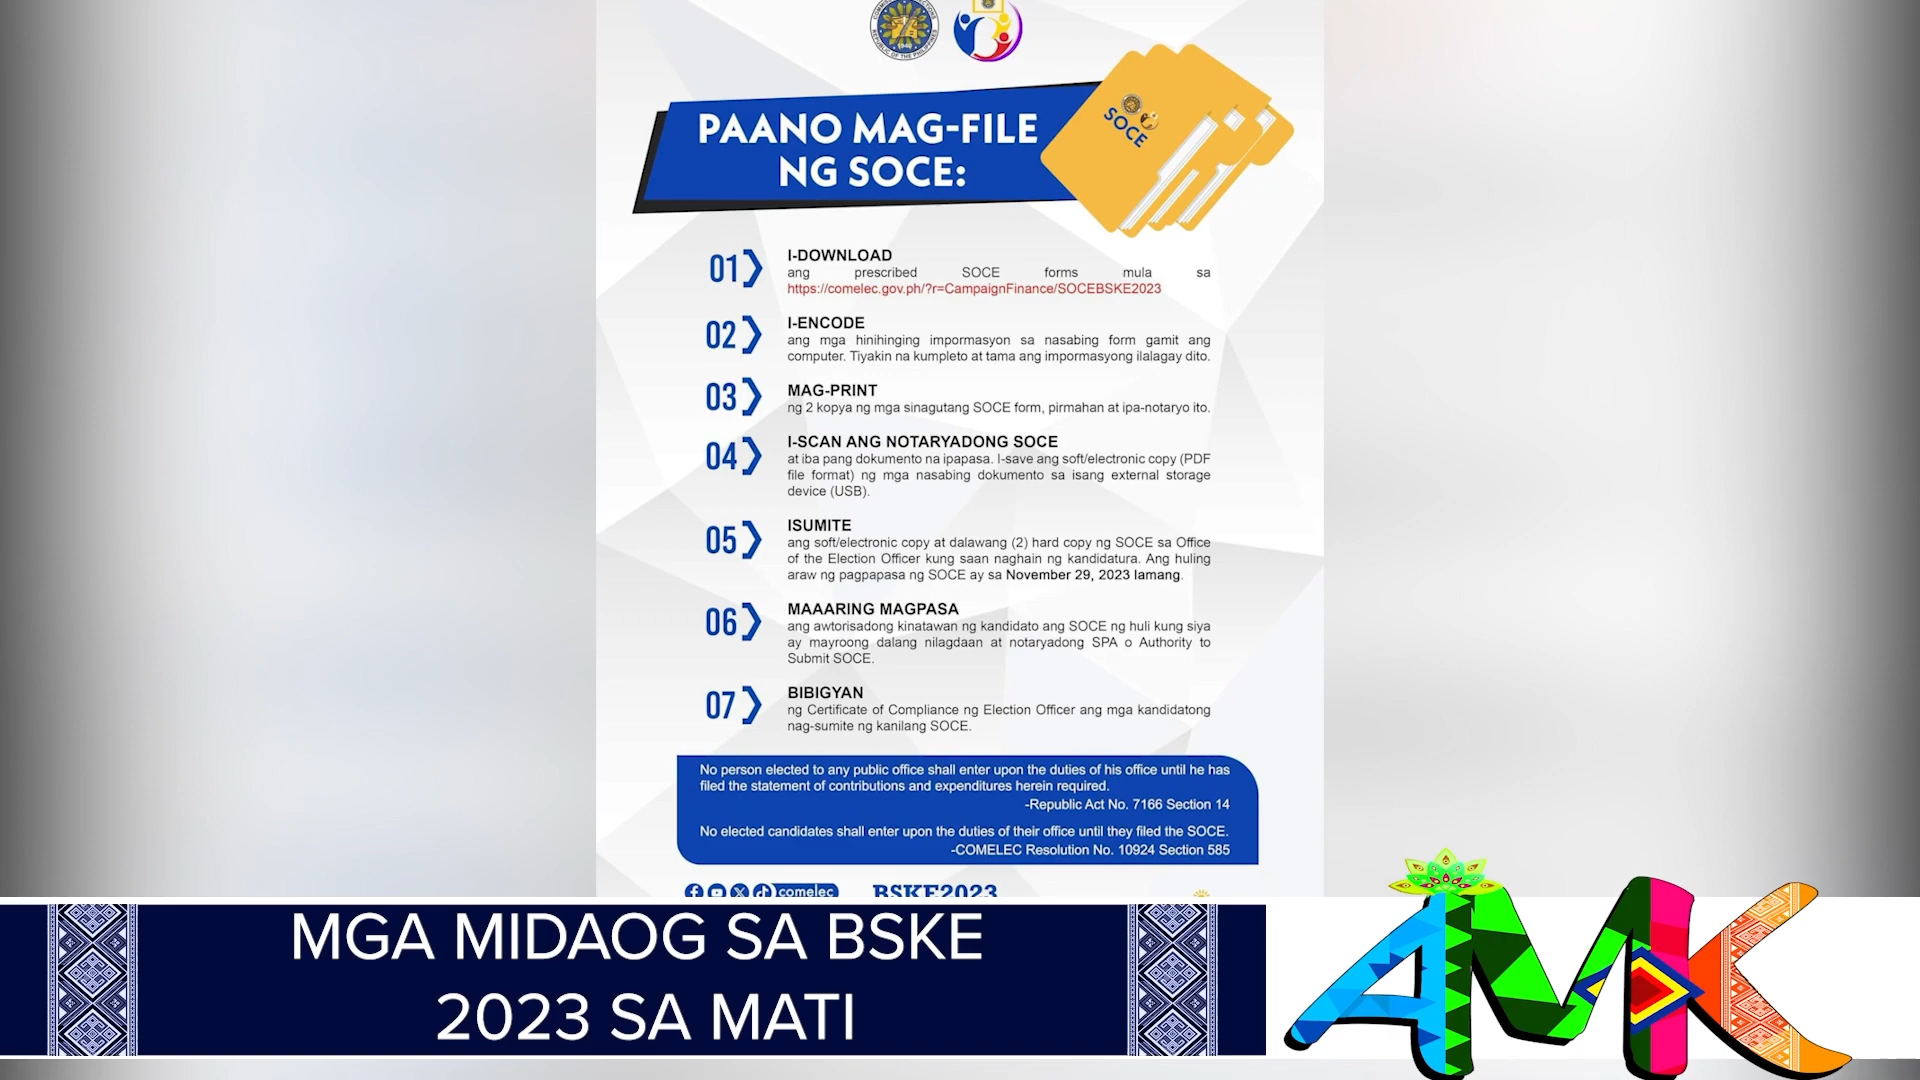 PAANO MAG-FILE
NG SOCE:
SOCE
01
I-DOWNLOAD
ang prescribed SOCE forms mula sa
https://comelec.gov.ph/?r=CampaignFinance/SOCEBSKE2023
02
I-ENCODE
ang mga hinihinging impormasyon sa nasabing form gamit ang
computer. Tiyakin na kumpleto at tama ang impormasyong ilalagay dito.
03
MAG-PRINT
ng 2 kopya ng mga sinagutang SOCE form, pirmahan at ipa-notaryo ito.
04
I-SCAN ANG NOTARYADONG SOCE
at iba pang dokumento na ipapasa. I-save ang soft/electronic copy (PDF
file format) ng mga nasabing dokumento sa isang external storage
device (USB).
05
ISUMITE
ang soft/electronic copy at dalawang (2) hard copy ng SOCE sa Office
of the Election Officer kung saan naghain ng kandidatura. Ang huling
araw ng pagpapasa ng SOCE ay sa November 29, 2023 lamang.
06
MAAARING MAGPASA
ang awtorisadong kinatawan ng kandidato ang SOCE ng huli kung siya
ay mayroong dalang nilagdaan at notaryadong SPA o Authority to
Submit SOCE.
07
BIBIGYAN
ng Certificate of Compliance ng Election Officer ang mga kandidatong
nag-sumite ng kanilang SOCE.
No person elected to any public office shall enter upon the duties of his office until he has
filed the statement of contributions and expenditures herein required.
-Republic Act No. 7166 Section 14
No elected candidates shall enter upon the duties of their office until they filed the SOCE.
-COMELEC Resolution No. 10924 Section 585
comelec
BSKE2023
MGA MIDAOG SA BSKE
2023 SA MATI
AMK